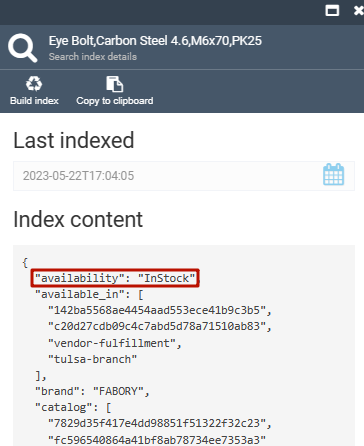 Eye Bolt,Carbon Steel 4.6,M6x70,PK25
Search index details
Build index
Copy to clipboard
Last indexed
2023-05-22T17:04:05
Index content
{
"availability": "InStock",
"available_in": [
"142ba5568ae4454aad553ece41b9c3b5",
"c20d27cdb09c4c7abd5d78a71510ab83",
"vendor-fulfillment",
"tulsa-branch"
],
"brand": "FABORY",
"catalog": [
"7829d35f417e4dd98851f51322f32c23",
"fc596540864a41bf8ab78734ee7353a3"